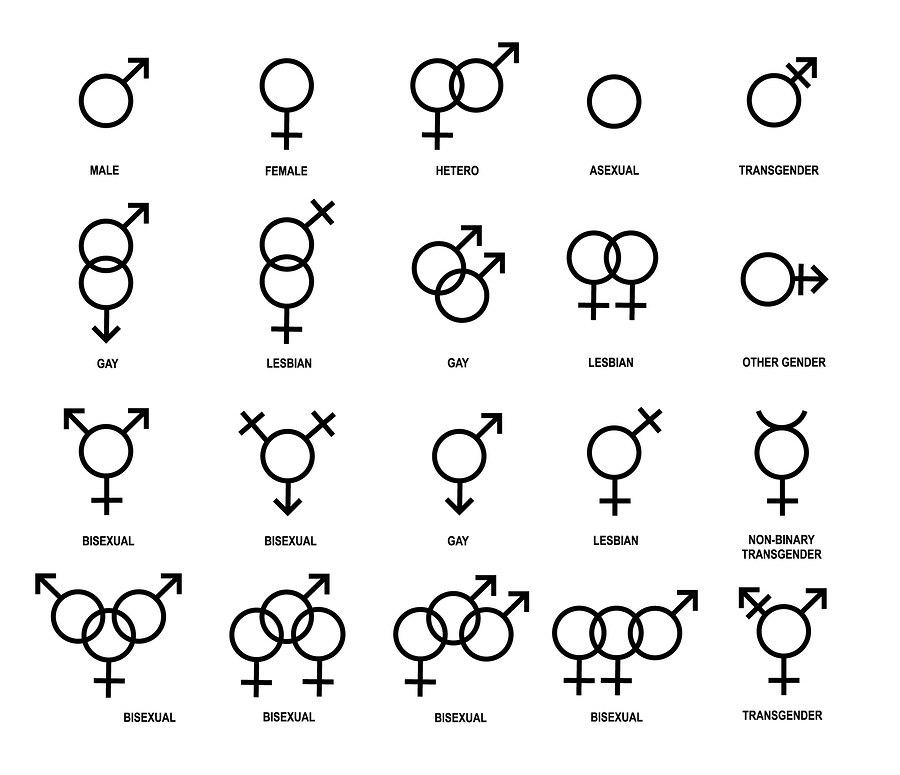 MALE
FEMALE
HETERO
ASEXUAL
TRANSGENDER
GAY
LESBIAN
GAY
LESBIAN
OTHER GENDER
BISEXUAL
BISEXUAL
GAY
LESBIAN
NON-BINARY
TRANSGENDER
BISEXUAL
BISEXUAL
BISEXUAL
BISEXUAL
TRANSGENDER